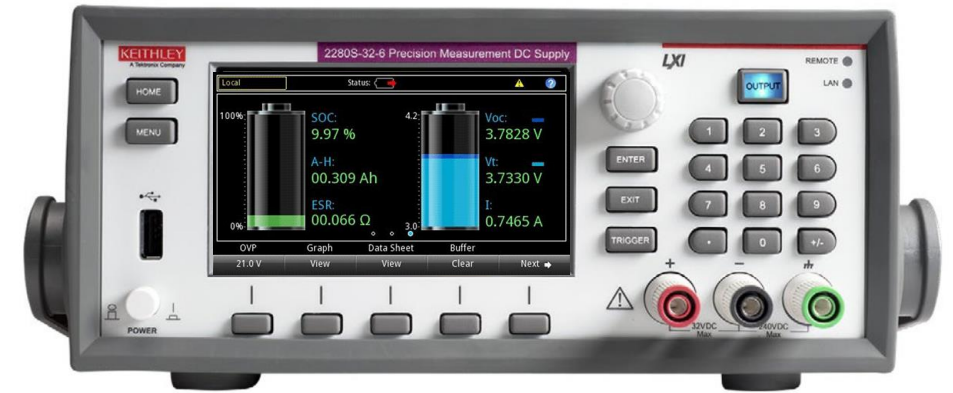 KEITHLEY
A Tektronix Company
2280S-32-6 Precision Measurement DC Supply
LXI
REMOTE
LAN
HOME
MENU
Local
Status:
?
OUTPUT
100%
0%
SOC:
9.97 %
A-H:
00.309 Ah
ESR:
00.066 Ω
4.2
3.0
Voc:
3.7828 V
Vt:
3.7330 V
I:
0.7465 A
OVP Graph Data Sheet Buffer
21.0 V View View Clear Next
ENTER
EXIT
TRIGGER
1 2 3
4 5 6
7 8 9
• 0 +/-
+ −
POWER
32VDC
Max
240VDC
Max